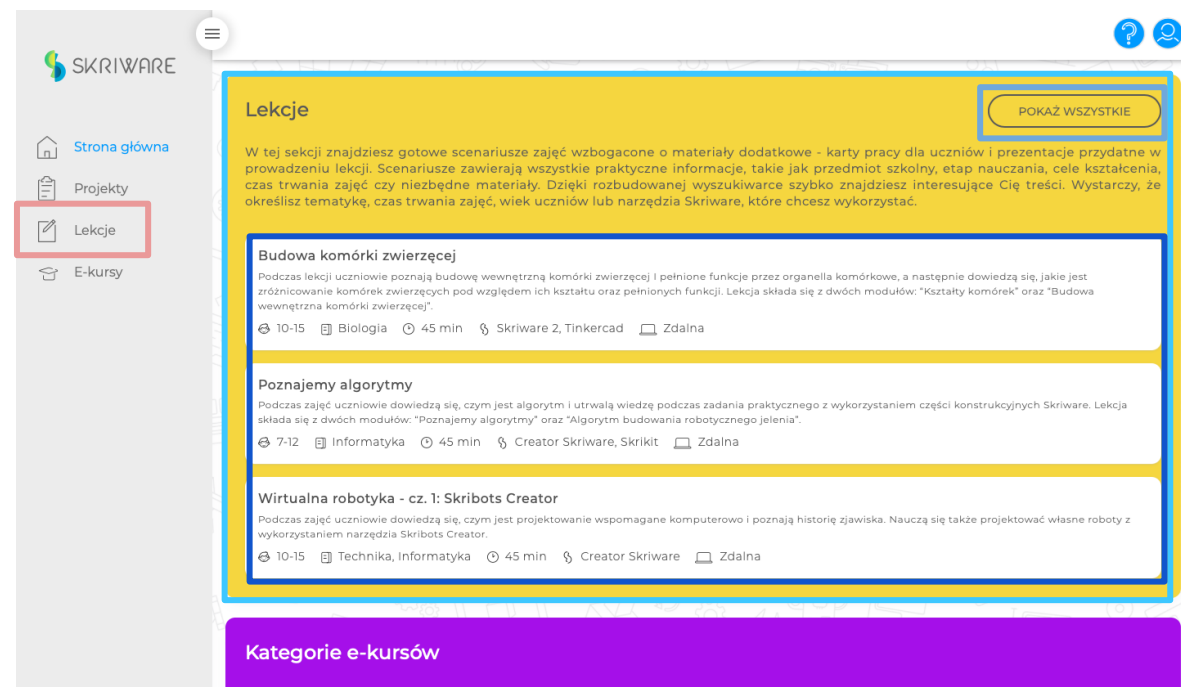 SKRIWARE
Strona główna
Projekty
Lekcje
E-kursy
Lekcje
POKAŻ WSZYSTKIE
W tej sekcji znajdziesz gotowe scenariusze zajęć wzbogacone o materiały dodatkowe - karty pracy dla uczniów i prezentacje przydatne w
prowadzeniu lekcji. Scenariusze zawierają wszystkie praktyczne informacje, takie jak przedmiot szkolny, etap nauczania, cele kształcenia,
czas trwania zajęć czy niezbędne materiały. Dzięki rozbudowanej wyszukiwarce szybko znajdziesz interesujące Cię treści. Wystarczy, że
określisz tematykę, czas trwania zajęć, wiek uczniów lub narzędzia Skriware, które chcesz wykorzystać.
Budowa komórki zwierzęcej
Podczas lekcji uczniowie poznają budowę wewnętrzną komórki zwierzęcej I pełnione funkcje przez organella komórkowe, a następnie dowiedzą się, jakie jest
zróżnicowanie komórek zwierzęcych pod względem ich kształtu oraz pełnionych funkcji. Lekcja składa się z dwóch modułów: "Kształty komórek" oraz "Budowa
wewnętrzna komórki zwierzęcej".
10-15 Biologia 45 min Skriware 2, Tinkercad Zdalna
Poznajemy algorytmy
Podczas zajęć uczniowie dowiedzą się, czym jest algorytm i utrwalą wiedzę podczas zadania praktycznego z wykorzystaniem części konstrukcyjnych Skriware. Lekcja
składa się z dwóch modułów: "Poznajemy algorytmy" oraz "Algorytm budowania robotycznego jelenia".
7-12 Informatyka 45 min Creator Skriware, Skrikit Zdalna
Wirtualna robotyka - cz. 1: Skribots Creator
Podczas zajęć uczniowie dowiedzą się, czym jest projektowanie wspomagane komputerowo i poznają historię zjawiska. Nauczą się także projektować własne roboty z
wykorzystaniem narzędzia Skribots Creator.
10-15 Technika, Informatyka 45 min Creator Skriware Zdalna
Kategorie e-kursów